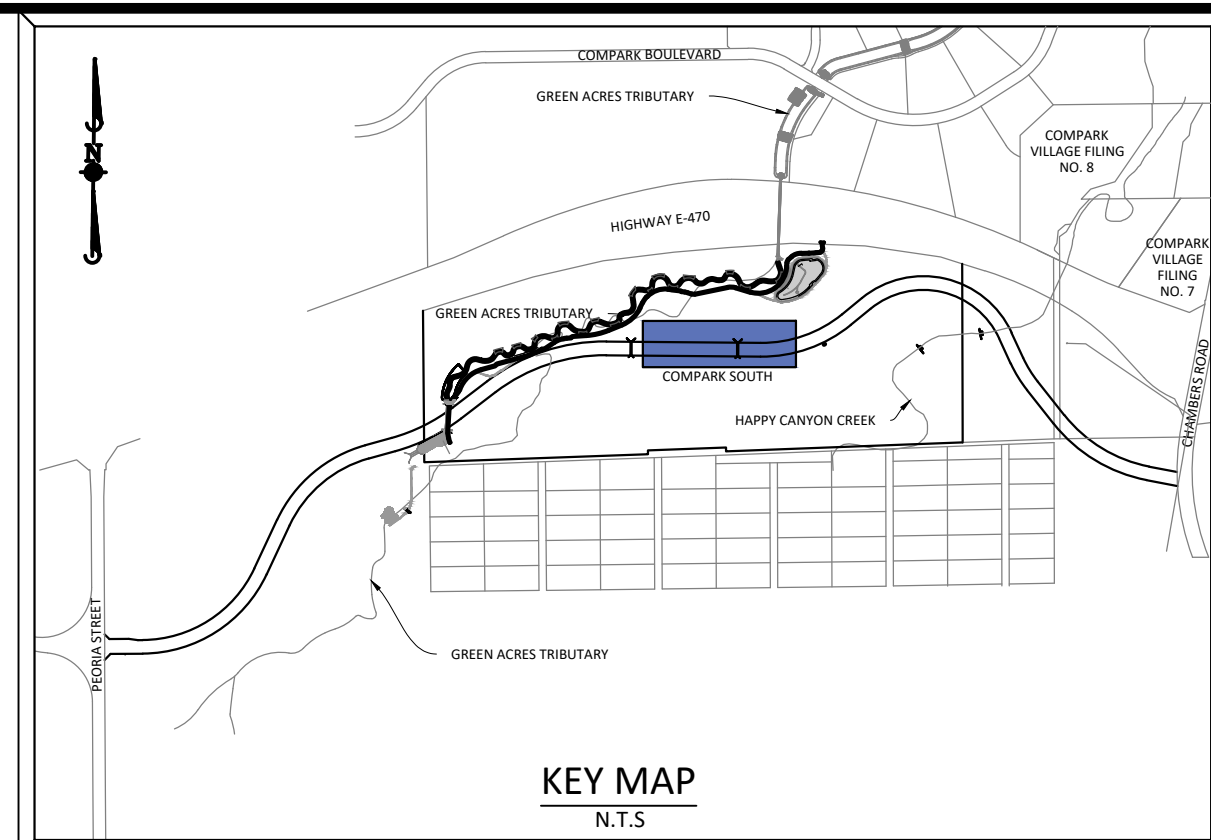 COMPARK BOULEVARD
GREEN ACRES TRIBUTARY
N
COMPARK
VILLAGE FILING
NO. 8
HIGHWAY E-470
COMPARK
VILLAGE
FILING
NO. 7
GREEN ACRES TRIBUTARY
COMPARK SOUTH
HAPPY CANYON CREEK
CHAMBERS ROAD
PEORIA STREET
GREEN ACRES TRIBUTARY
KEY MAP
N.T.S